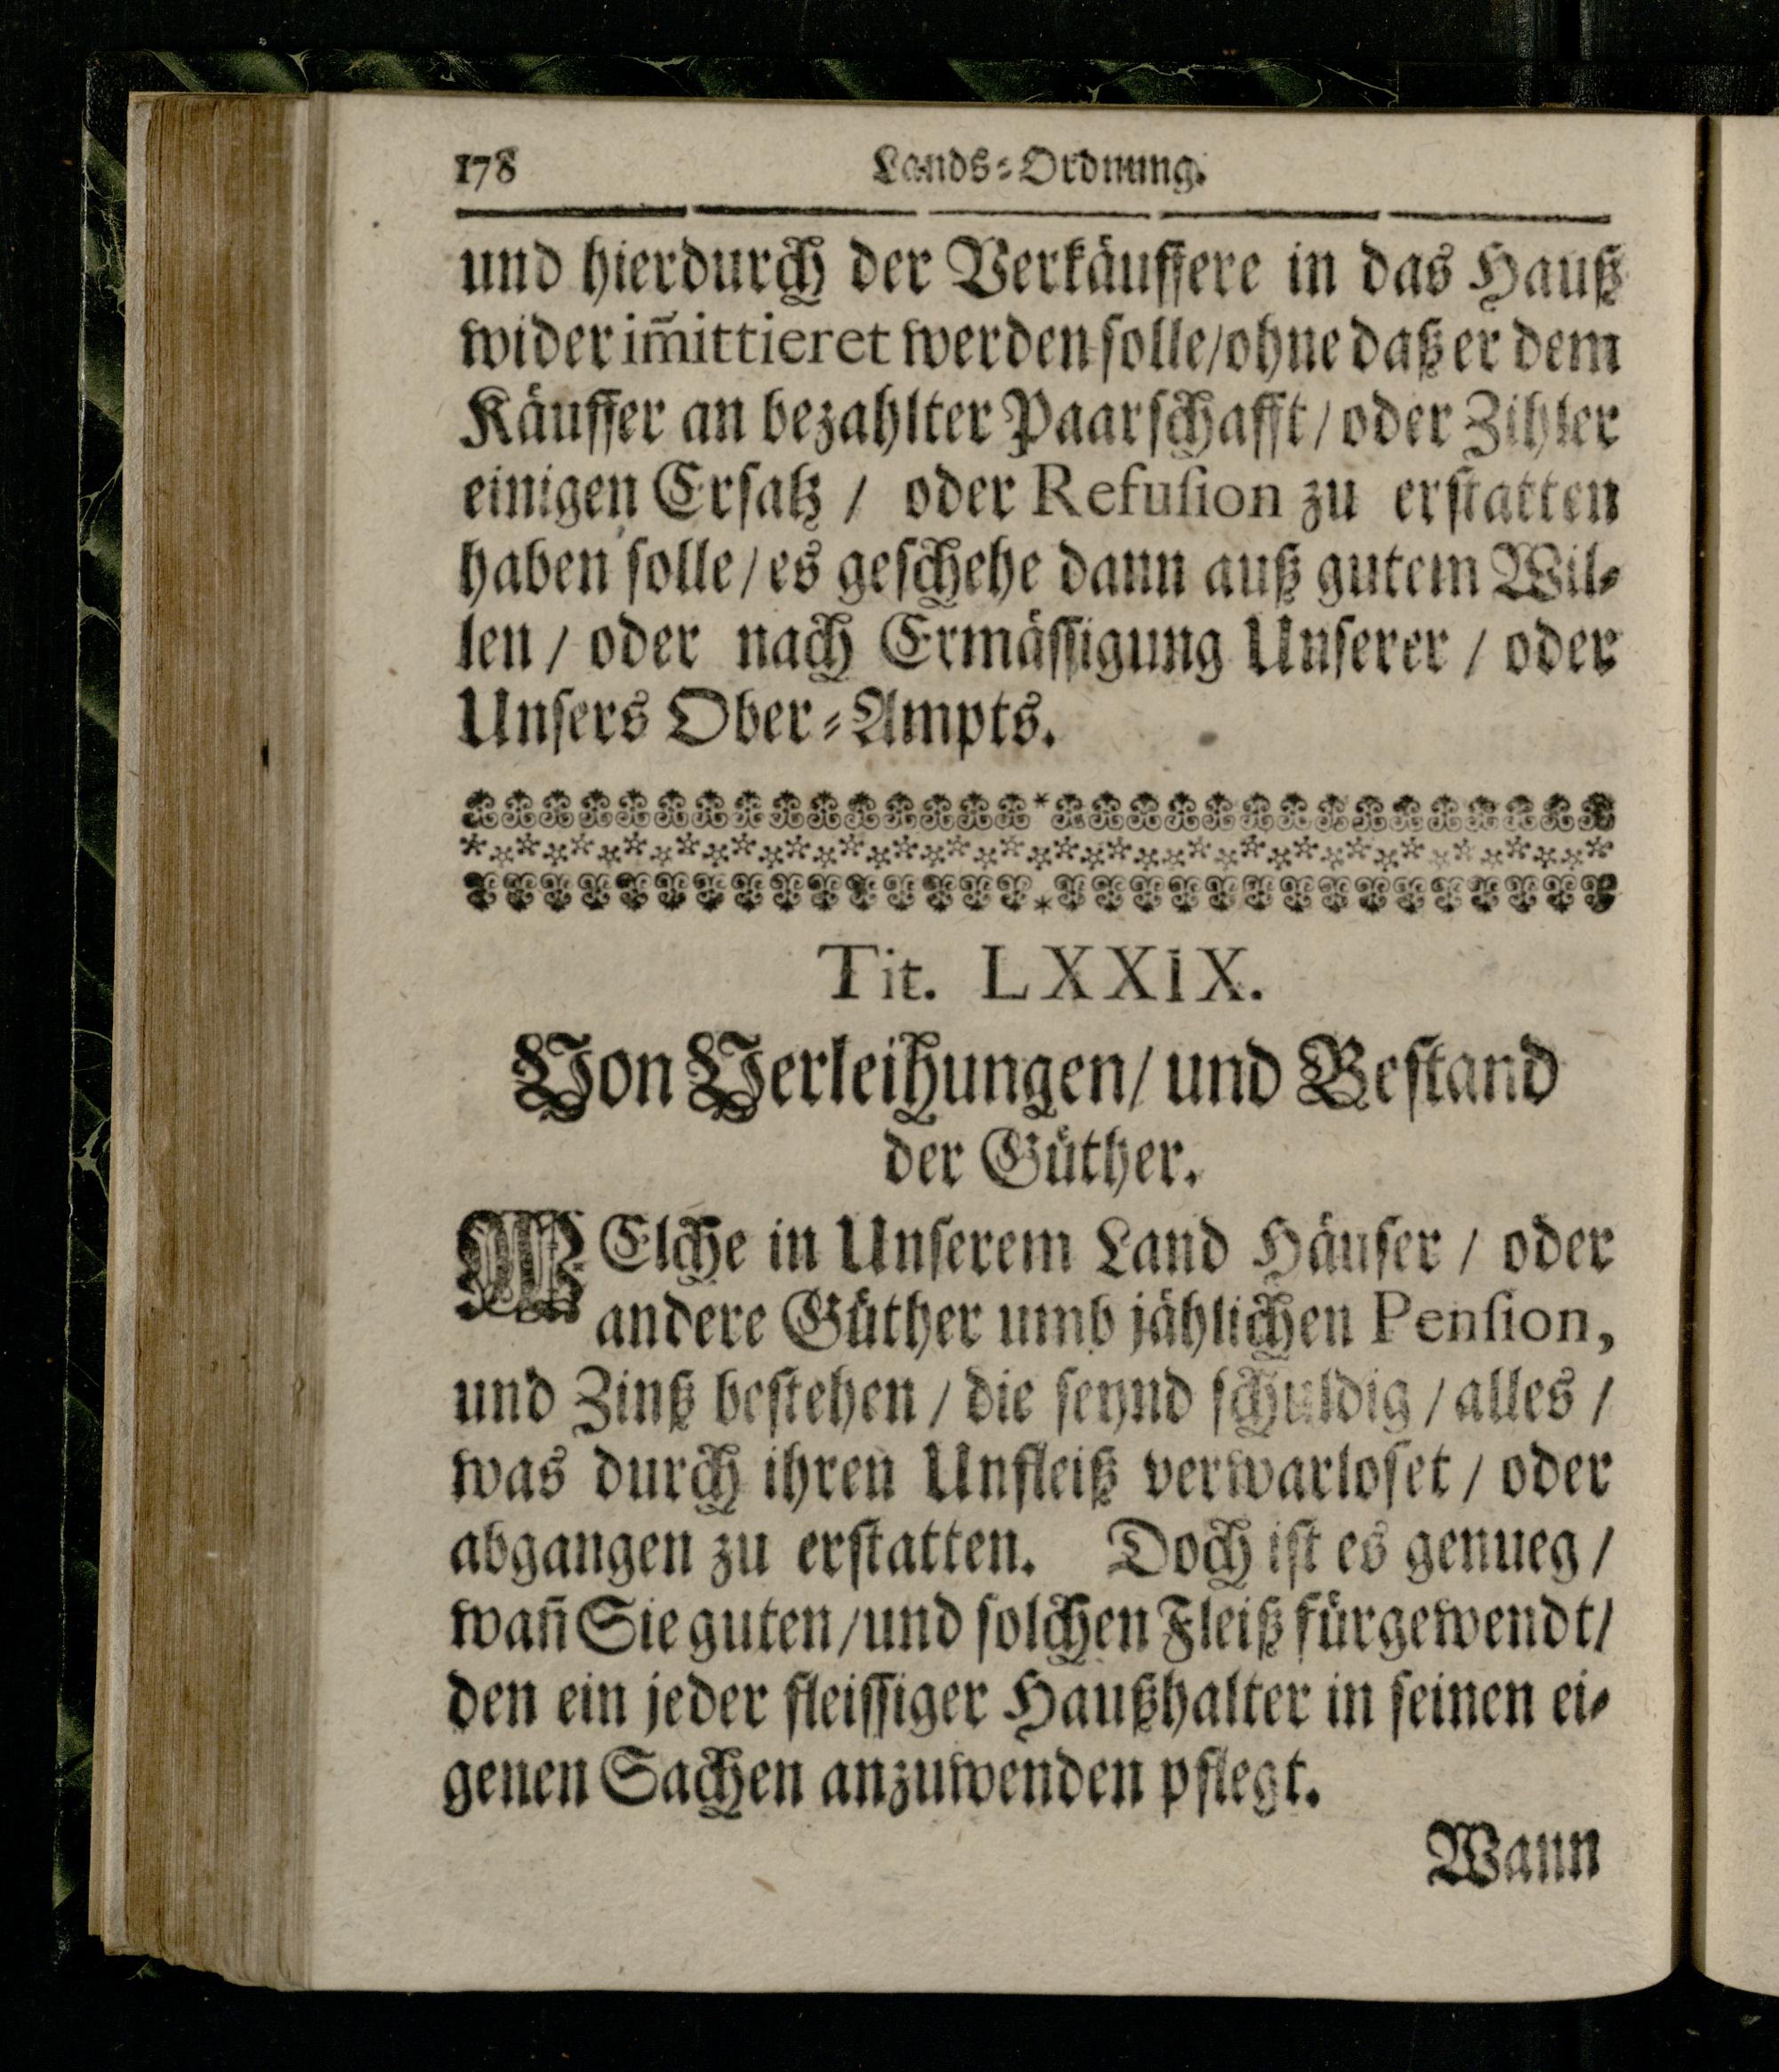 178 Lands-Ordnung.
und hierdurch der Verkäuffere in das Hauß
wider im̃ittieret werden solle/ohne daß er dem
Käuffer an bezahlter Paarschafft/oder Zihler
einigen Ersatz / oder Refusion zu erstatten
haben solle/es geschehe dann auß gutem Wil-
len / oder nach Ermässigung Unserer / oder
Unsers Ober-Ampts.
Tit. LXXIX.
Von Verleihungen/ und Bestand
der Güther.
WElche in Unserem Land Häuser / oder
andere Güther umb jählichen Pension,
und Zinß bestehen / die seynd schuldig / alles /
was durch ihren Unfleiß verwarloset / oder
abgangen zu erstatten. Doch ist es genueg /
wañ Sie guten/und solchen Fleiß fürgewendt/
den ein jeder fleissiger Haußhalter in seinen ei-
genen Sachen anzuwenden pflegt.
Wann